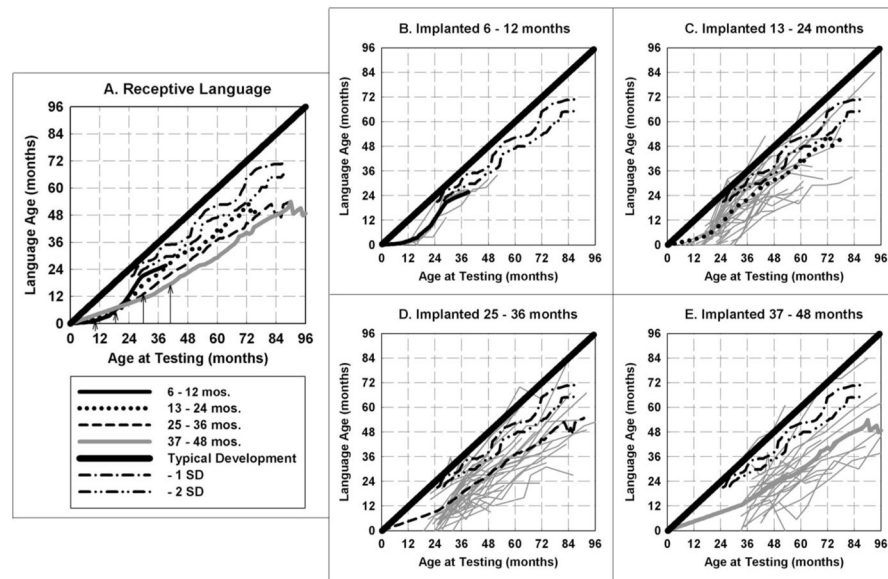 A. Receptive Language
Language Age (months)
96
84
72
60
48
36
24
12
0
0 12 24 36 48 60 72 84 96
Age at Testing (months)
6 - 12 mos.
13 - 24 mos.
25 - 36 mos.
37 - 48 mos.
Typical Development
- 1 SD
- 2 SD
B. Implanted 6 - 12 months
Language Age (months)
96
84
72
60
48
36
24
12
0
0 12 24 36 48 60 72 84 96
Age at Testing (months)
C. Implanted 13 - 24 months
Language Age (months)
96
84
72
60
48
36
24
12
0
0 12 24 36 48 60 72 84 96
Age at Testing (months)
D. Implanted 25 - 36 months
Language Age (months)
96
84
72
60
48
36
24
12
0
0 12 24 36 48 60 72 84 96
Age at Testing (months)
E. Implanted 37 - 48 months
Language Age (months)
96
84
72
60
48
36
24
12
0
0 12 24 36 48 60 72 84 96
Age at Testing (months)